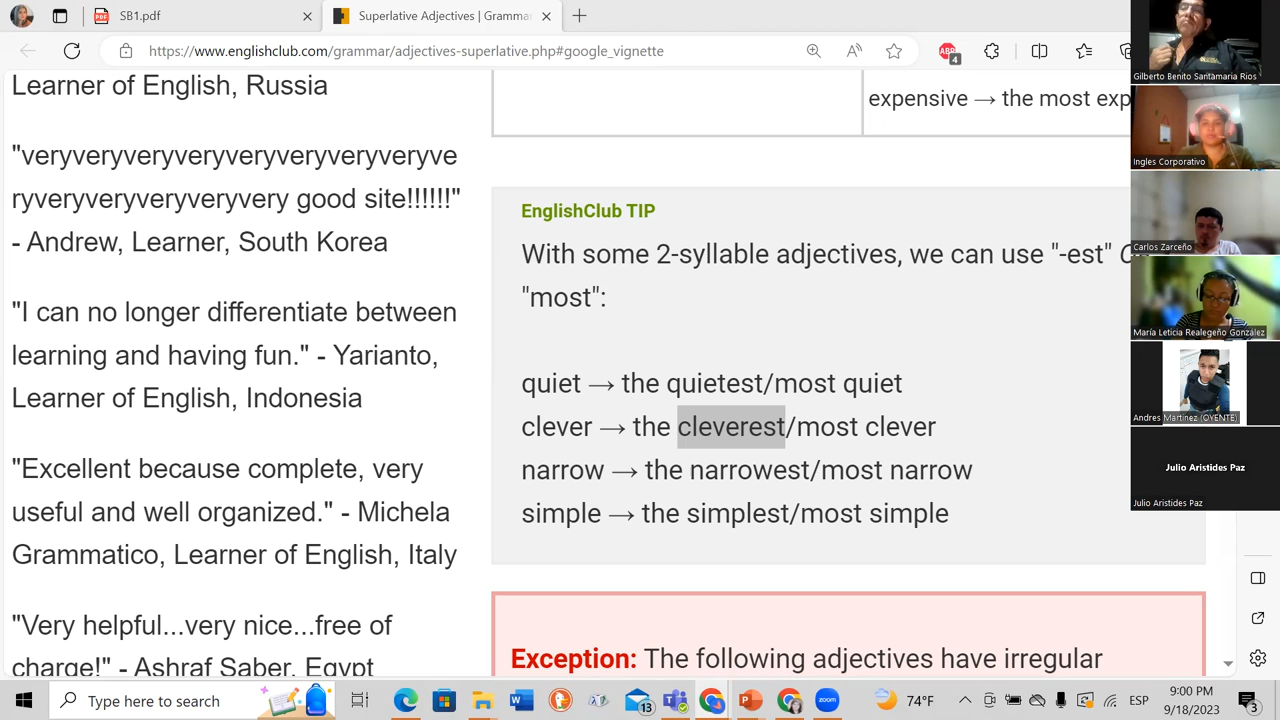 SB1.pdf
Superlative Adjectives | Grammar
https://www.englishclub.com/grammar/adjectives-superlative.php#google_vignette
4
Learner of English, Russia
"veryveryveryveryveryveryveryveryve
ryveryveryveryveryvery good site!!!!!!"
- Andrew, Learner, South Korea
"I can no longer differentiate between
learning and having fun." - Yarianto,
Learner of English, Indonesia
"Excellent because complete, very
useful and well organized." - Michela
Grammatico, Learner of English, Italy
"Very helpful...very nice...free of
charge!" - Ashraf Saber, Egypt
expensive → the most exp
EnglishClub TIP
With some 2-syllable adjectives, we can use "-est"
"most":
quiet → the quietest/most quiet
clever → the cleverest/most clever
narrow → the narrowest/most narrow
simple → the simplest/most simple
Exception: The following adjectives have irregular
Gilberto Benito Santamaria Rios
Ingles Corporativo
Carlos Zarceño
María Leticia Realegeño González
Andres Martinez (OYENTE)
Julio Aristides Paz
Julio Aristides Paz
Type here to search
13
zoom
74°F
ESP
9:00 PM
9/18/2023
3